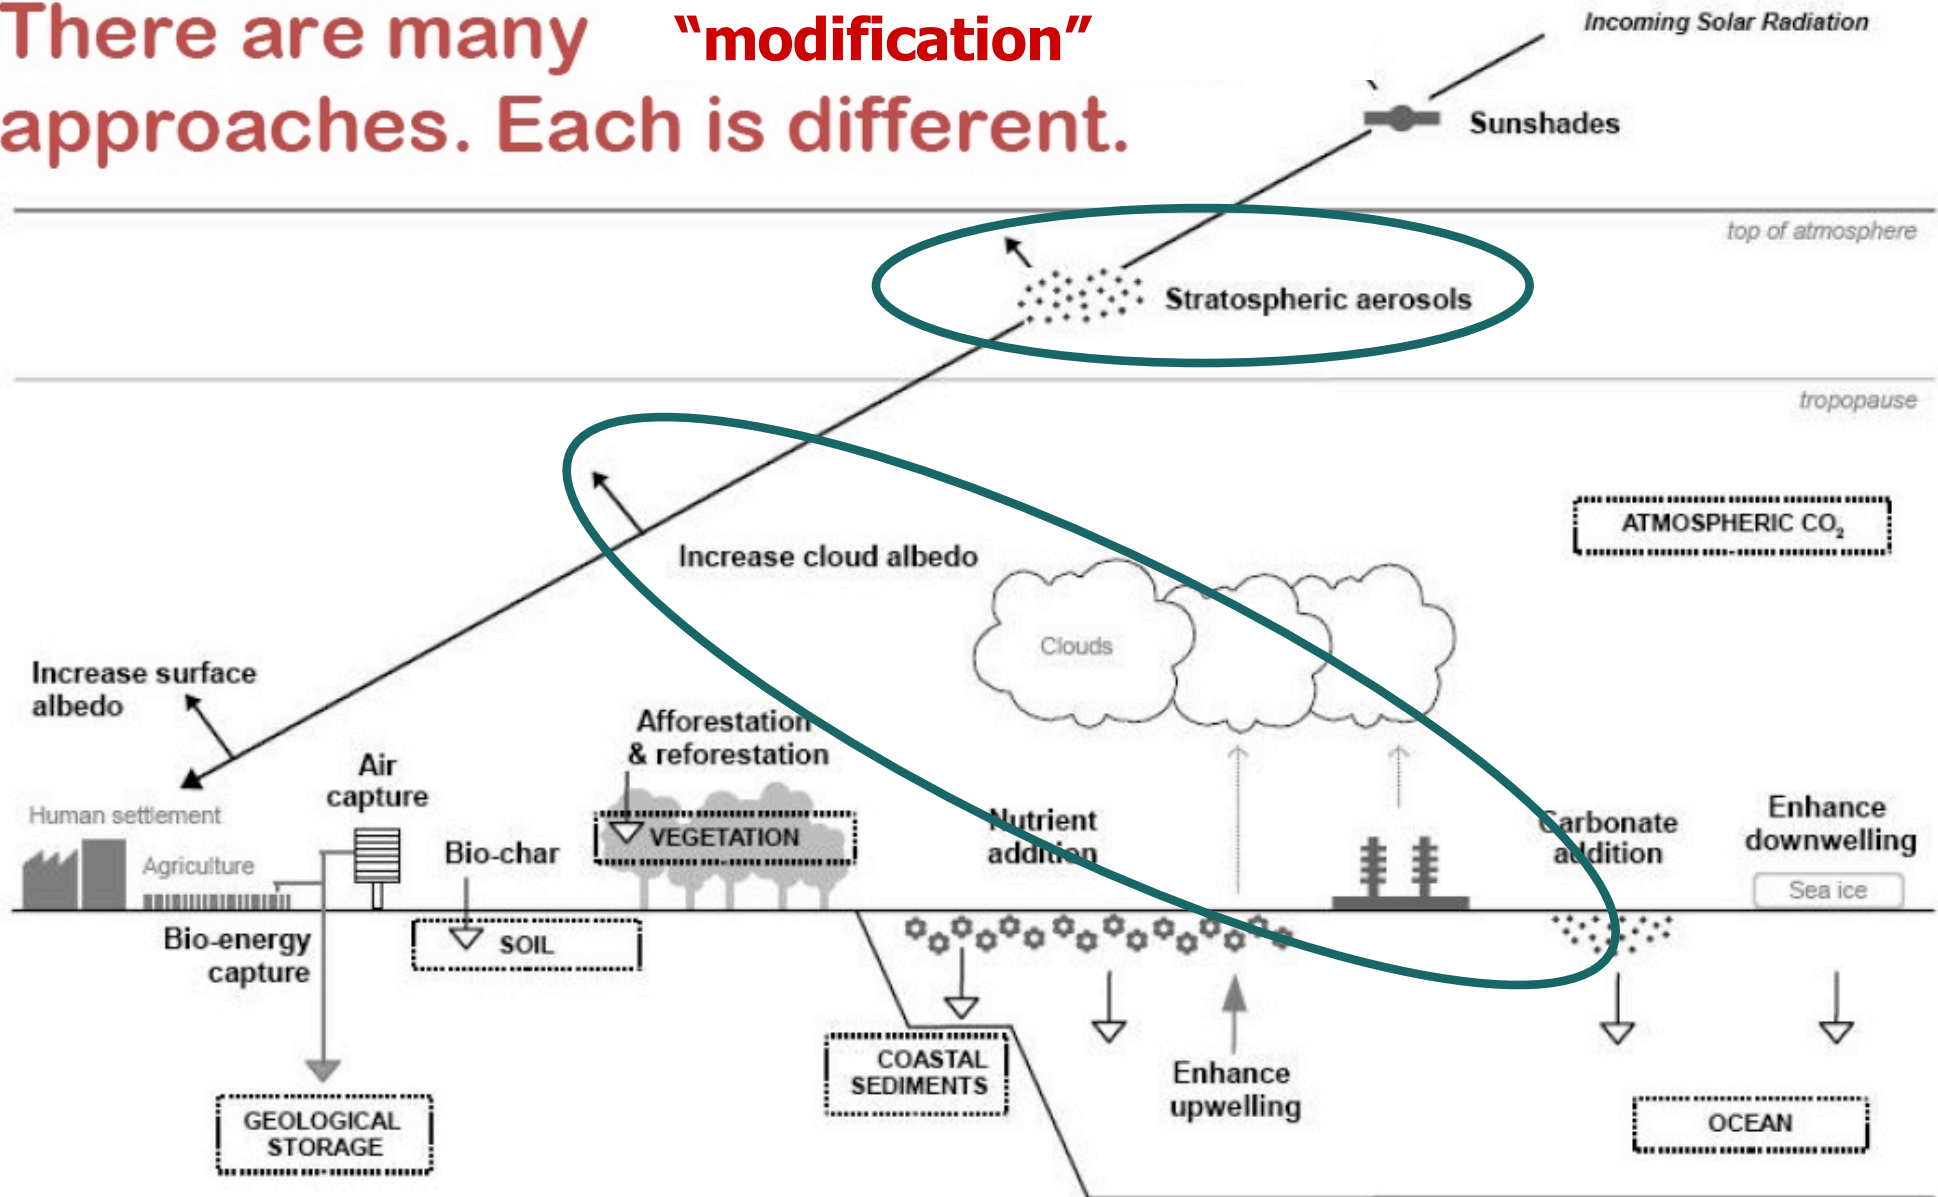 There are many “modification”
approaches. Each is different.
Incoming Solar Radiation
Sunshades
top of atmosphere
Stratospheric aerosols
tropopause
ATMOSPHERIC CO₂
Increase cloud albedo
Clouds
Increase surface
albedo
Afforestation
& reforestation
Air
capture
Human settlement
Agriculture
Bio-char
VEGETATION
Nutrient
addition
Carbonate
addition
Enhance
downwelling
Sea ice
Bio-energy
capture
SOIL
COASTAL
SEDIMENTS
Enhance
upwelling
GEOLOGICAL
STORAGE
OCEAN